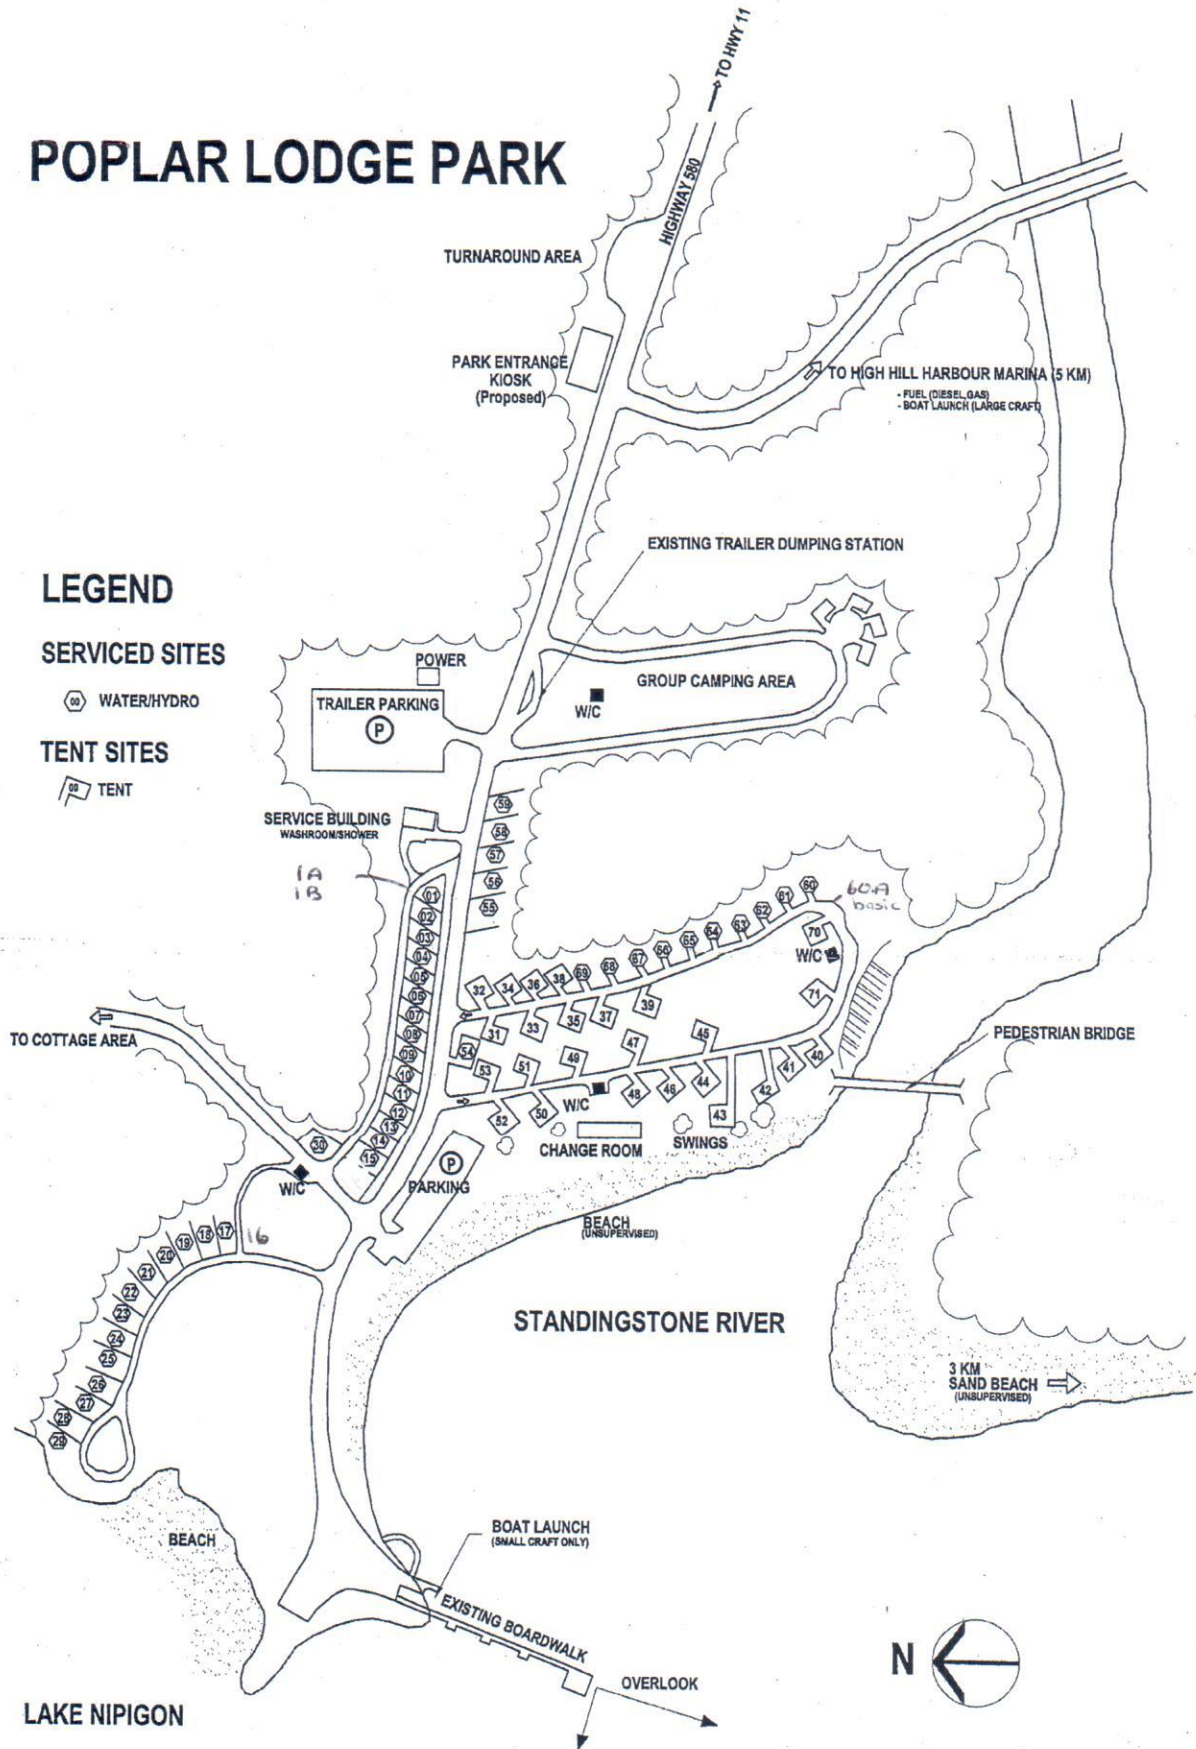 TO HWY 11
POPLAR LODGE PARK
HIGHWAY 580
TURNAROUND AREA
PARK ENTRANCE
KIOSK
(Proposed)
TO HIGH HILL HARBOUR MARINA (5 KM)
- FUEL (DIESEL,GAS)
- BOAT LAUNCH (LARGE CRAFT)
EXISTING TRAILER DUMPING STATION
LEGEND
SERVICED SITES
00 WATER/HYDRO
TENT SITES
00 TENT
POWER
TRAILER PARKING
P
GROUP CAMPING AREA
W/C
SERVICE BUILDING
WASHROOM/SHOWER
59
58
57
56
55
1A
1B
01
02
03
04
05
06
07
08
09
10
11
12
13
14
15
60A
basic
60
61
62
63
64
65
66
67
68
69
38
36
34
32
70
W/C
71
31
33
35
37
39
54
53
51
49
47
45
52
50
W/C
48
46
44
43
42
41
40
PEDESTRIAN BRIDGE
TO COTTAGE AREA
30
W/C
P
PARKING
CHANGE ROOM
SWINGS
BEACH
(UNSUPERVISED)
16
17
18
19
20
21
22
23
24
25
26
27
28
29
STANDINGSTONE RIVER
3 KM
SAND BEACH
(UNSUPERVISED)
BEACH
BOAT LAUNCH
(SMALL CRAFT ONLY)
EXISTING BOARDWALK
OVERLOOK
N
LAKE NIPIGON